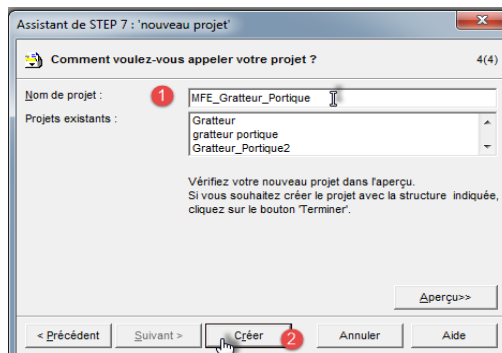 Assistant de STEP 7 : 'nouveau projet'
Comment voulez-vous appeler votre projet ? 4(4)
Nom de projet : 1 MFE_Gratteur_Portique
Projets existants : Gratteur
gratteur portique
Gratteur_Portique2
Vérifiez votre nouveau projet dans l'aperçu.
Si vous souhaitez créer le projet avec la structure indiquée,
cliquez sur le bouton 'Terminer'.
Aperçu>>
< Précédent Suivant > Créer 2 Annuler Aide